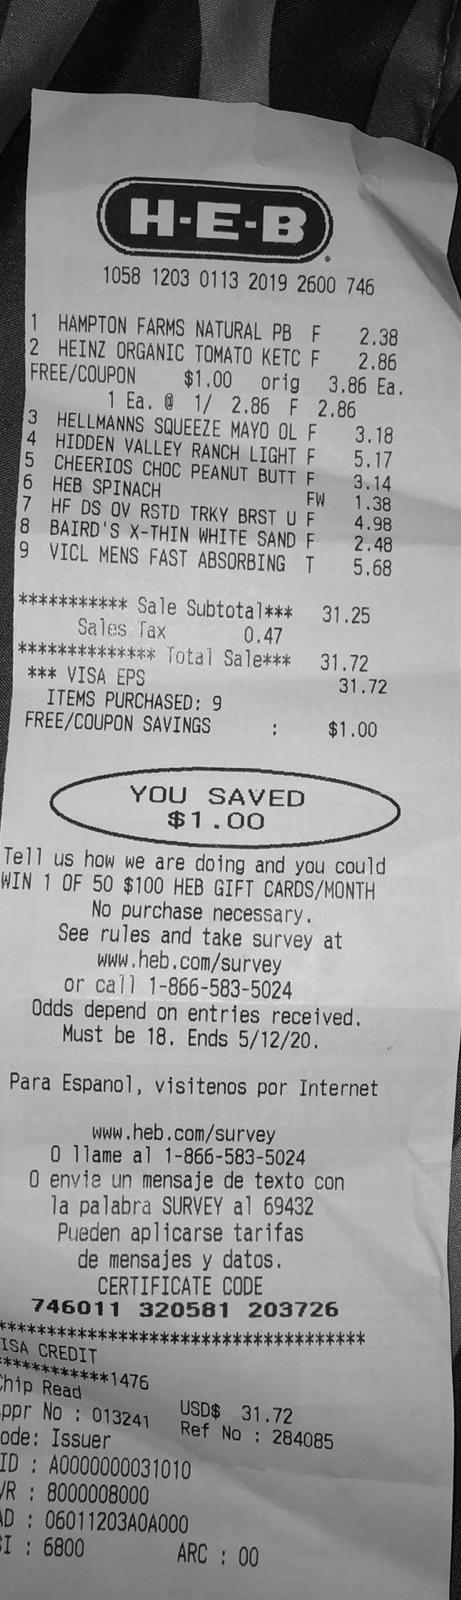 H-E-B
1058 1203 0113 2019 2600 746
1 HAMPTON FARMS NATURAL PB F 2.38
2 HEINZ ORGANIC TOMATO KETC F 2.86
FREE/COUPON $1.00 orig 3.86 Ea.
1 Ea. @ 1/ 2.86 F 2.86
3 HELLMANNS SQUEEZE MAYO OL F 3.18
4 HIDDEN VALLEY RANCH LIGHT F 5.17
5 CHEERIOS CHOC PEANUT BUTT F 3.14
6 HEB SPINACH FW 1.38
7 HF DS OV RSTD TRKY BRST U F 4.98
8 BAIRD'S X-THIN WHITE SAND F 2.48
9 VICL MENS FAST ABSORBING T 5.68
*********** Sale Subtotal*** 31.25
Sales Tax 0.47
************** Total Sale*** 31.72
*** VISA EPS 31.72
ITEMS PURCHASED: 9
FREE/COUPON SAVINGS : $1.00
YOU SAVED
$1.00
Tell us how we are doing and you could
WIN 1 OF 50 $100 HEB GIFT CARDS/MONTH
No purchase necessary.
See rules and take survey at
www.heb.com/survey
or call 1-866-583-5024
Odds depend on entries received.
Must be 18. Ends 5/12/20.
Para Espanol, visitenos por Internet
www.heb.com/survey
O llame al 1-866-583-5024
O envie un mensaje de texto con
la palabra SURVEY al 69432
Pueden aplicarse tarifas
de mensajes y datos.
CERTIFICATE CODE
746011 320581 203726
*************************************
ISA CREDIT
************1476
Chip Read
ppr No : 013241 USD$ 31.72
ode: Issuer Ref No : 284085
ID : A0000000031010
VR : 8000008000
AD : 06011203A0A000
SI : 6800 ARC : 00